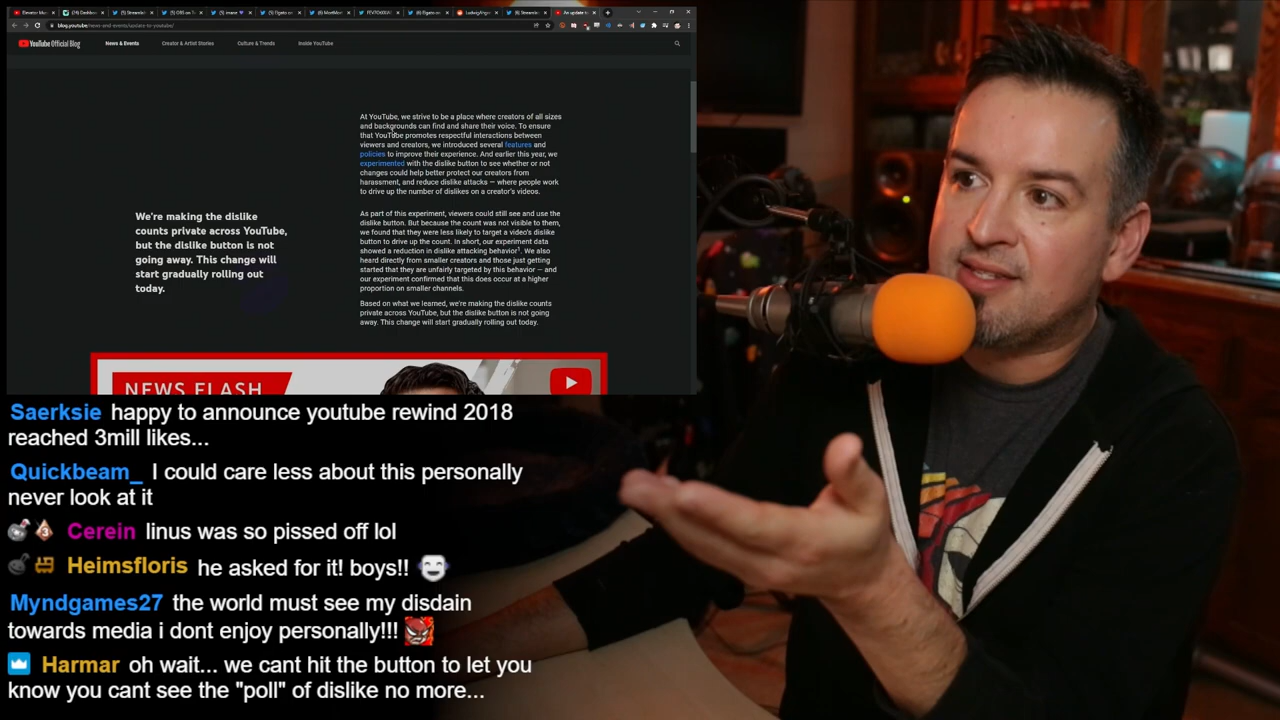 blog.youtube/news-and-events/update-to-youtube/
YouTube Official Blog
News & Events
Creator & Artist Stories
Culture & Trends
Inside YouTube
We're making the dislike
counts private across YouTube,
but the dislike button is not
going away. This change will
start gradually rolling out
today.
At YouTube, we strive to be a place where creators of all sizes
and backgrounds can find and share their voice. To ensure
that YouTube promotes respectful interactions between
viewers and creators, we introduced several features and
policies to improve their experience. And earlier this year, we
experimented with the dislike button to see whether or not
changes could help better protect our creators from
harassment, and reduce dislike attacks — where people work
to drive up the number of dislikes on a creator's videos.
As part of this experiment, viewers could still see and use the
dislike button. But because the count was not visible to them,
we found that they were less likely to target a video's dislike
button to drive up the count. In short, our experiment data
showed a reduction in dislike attacking behavior¹. We also
heard directly from smaller creators and those just getting
started that they are unfairly targeted by this behavior — and
our experiment confirmed that this does occur at a higher
proportion on smaller channels.
Based on what we learned, we're making the dislike counts
private across YouTube, but the dislike button is not going
away. This change will start gradually rolling out today.
NEWS FLASH
Saerksie happy to announce youtube rewind 2018
reached 3mill likes...
Quickbeam_ I could care less about this personally
never look at it
Cerein linus was so pissed off lol
Heimsfloris he asked for it! boys!!
Myndgames27 the world must see my disdain
towards media i dont enjoy personally!!!
Harmar oh wait... we cant hit the button to let you
know you cant see the "poll" of dislike no more...